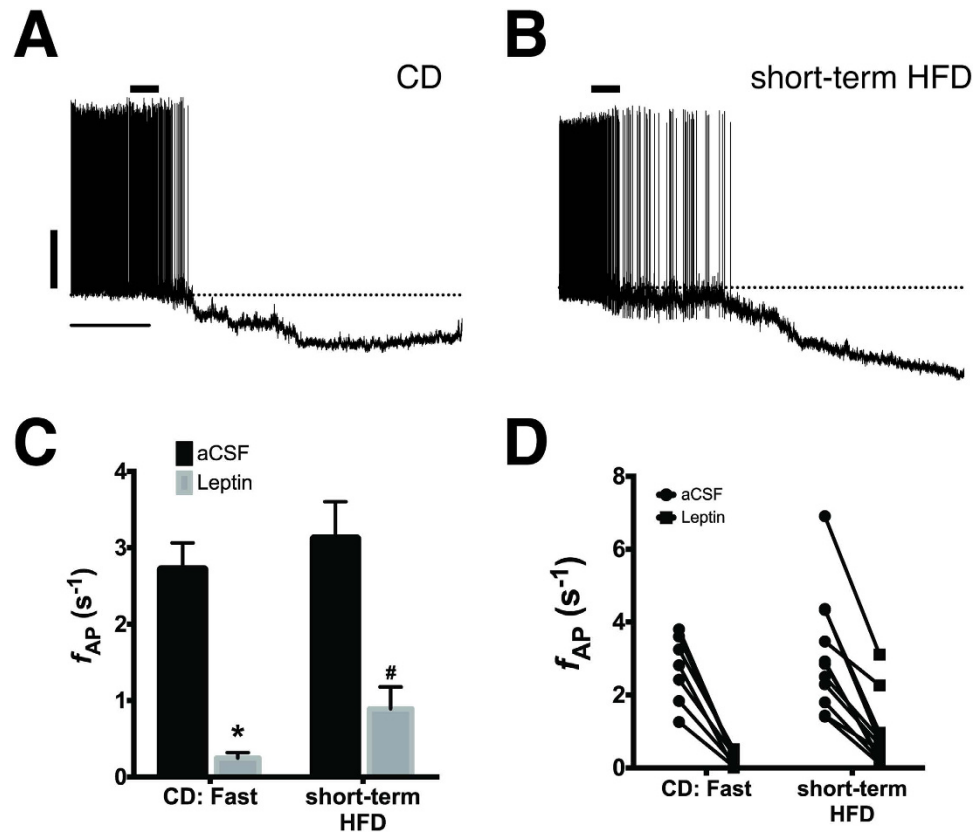 A
CD
B
short-term HFD
C
aCSF
Leptin
4
3
2
1
0
f_AP (s⁻¹)
*
#
CD: Fast
short-term
HFD
D
aCSF
Leptin
8
6
4
2
0
f_AP (s⁻¹)
CD: Fast
short-term
HFD